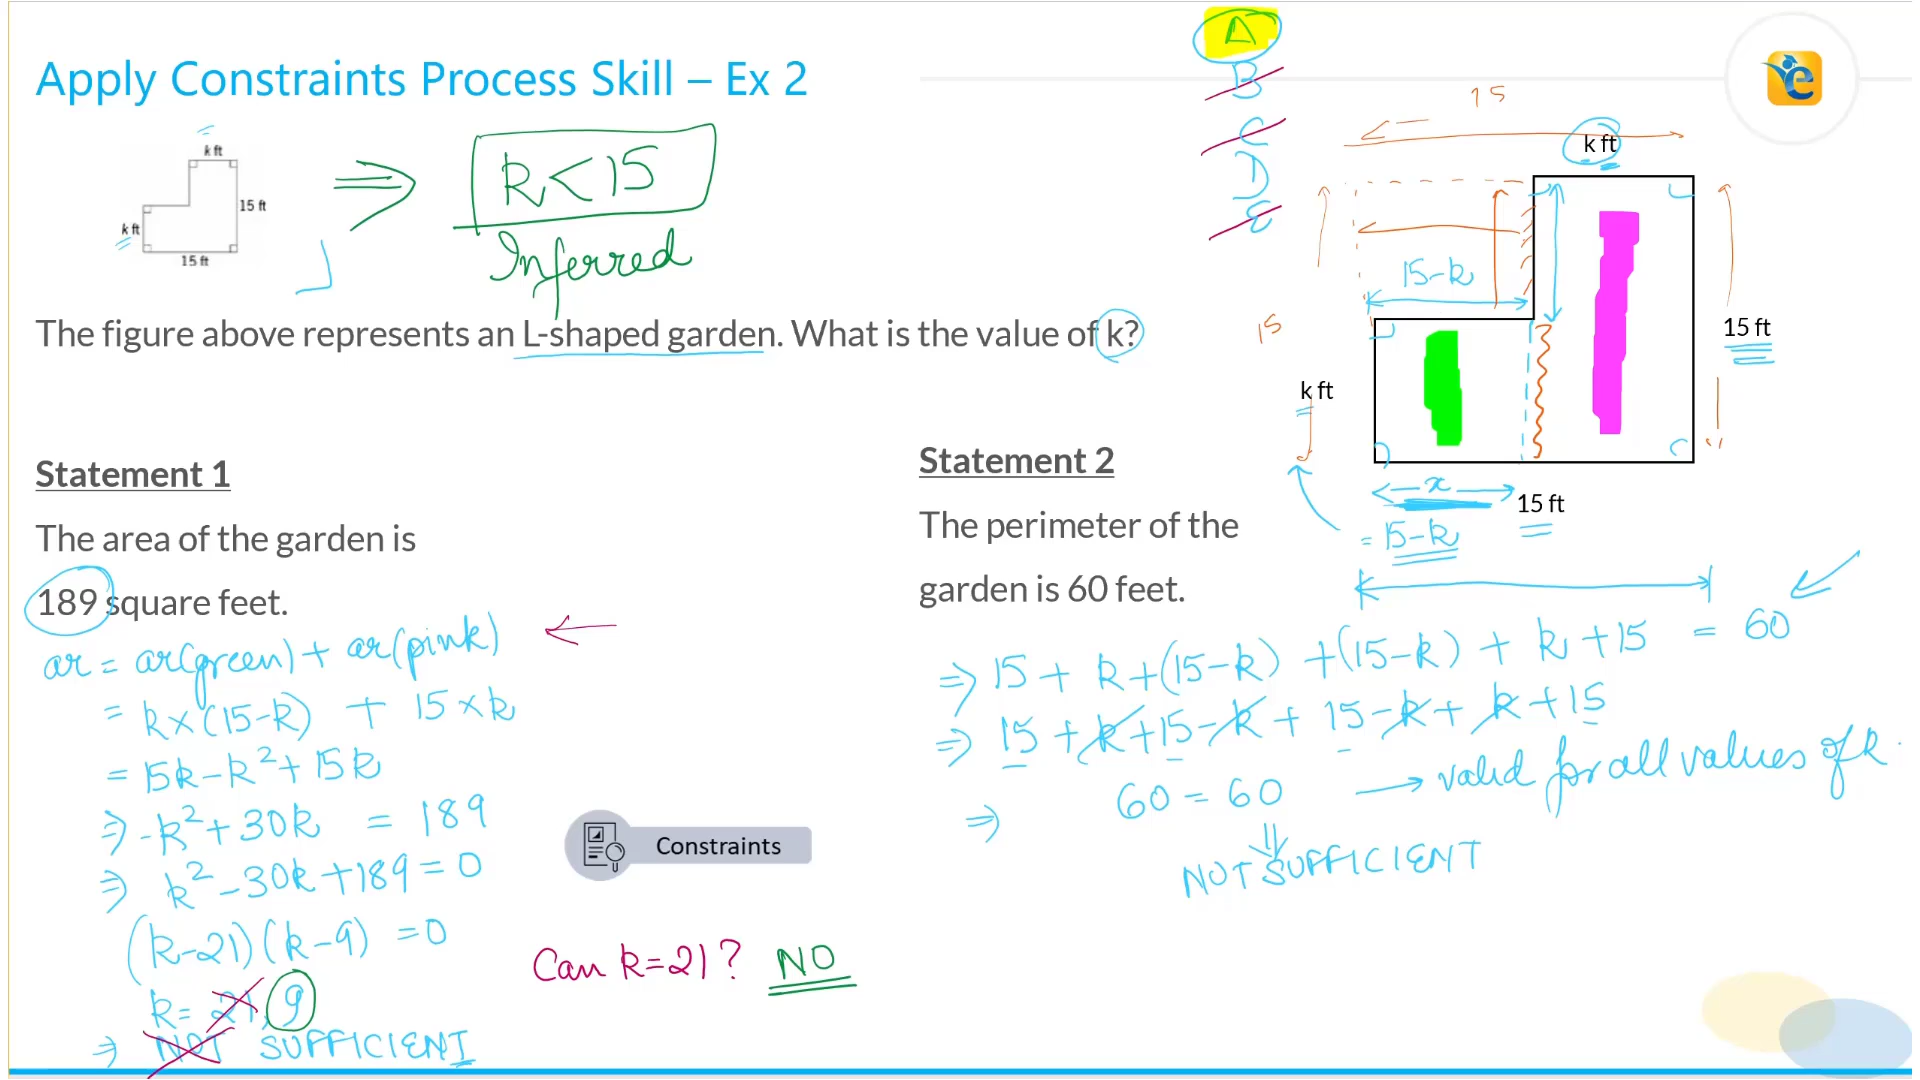 Apply Constraints Process Skill – Ex 2
k ft
15 ft
k ft
15 ft
k < 15
Inferred
The figure above represents an L-shaped garden. What is the value of k?
A
B
C
D
E
15
k ft
15-k
15
15 ft
k ft
x
15 ft
= 15-k
Statement 1
The area of the garden is
189 square feet.
ar = ar(green) + ar(pink)
= k×(15-k) + 15×k
= 15k-k²+15k
⇒ -k²+30k = 189
⇒ k²-30k+189=0
(k-21)(k-9) =0
k= 21, 9
⇒ NOT SUFFICIENT
Constraints
Can k=21? NO
Statement 2
The perimeter of the
garden is 60 feet.
⇒ 15 + k+(15-k) +(15-k) + k +15 = 60
⇒ 15 +k+15-k+ 15-k+ k +15
⇒ 60 = 60 → valid for all values of k.
NOT SUFFICIENT